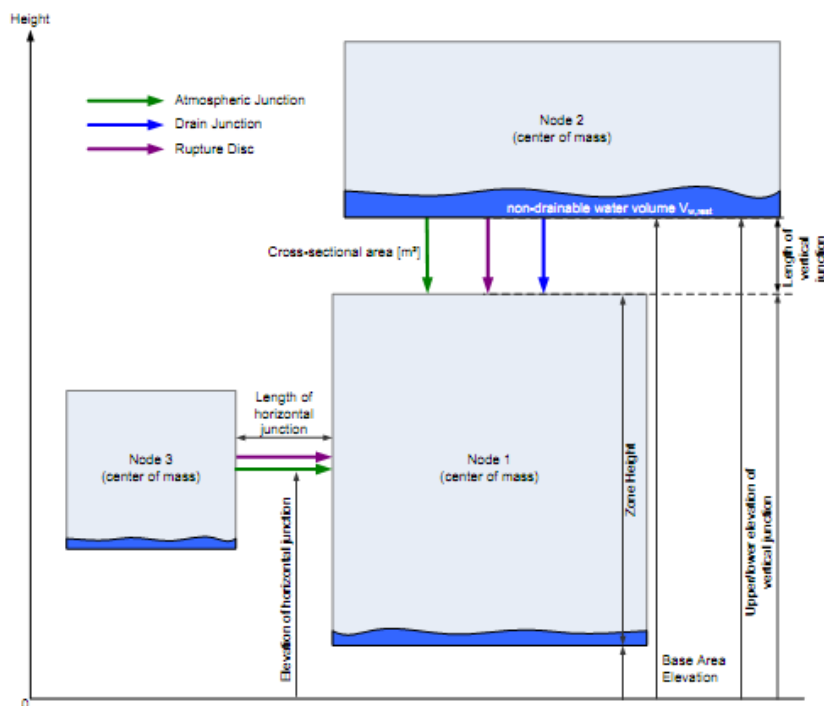 Height
Atmospheric Junction
Drain Junction
Rupture Disc
Node 2
(center of mass)
non-drainable water volume Vw,rest
Cross-sectional area [m²]
Length of
vertical
junction
Length of
horizontal
junction
Node 3
(center of mass)
Node 1
(center of mass)
Zone Height
Elevation of horizontal junction
Upper/lower elevation of
vertical junction
Base Area
Elevation
0